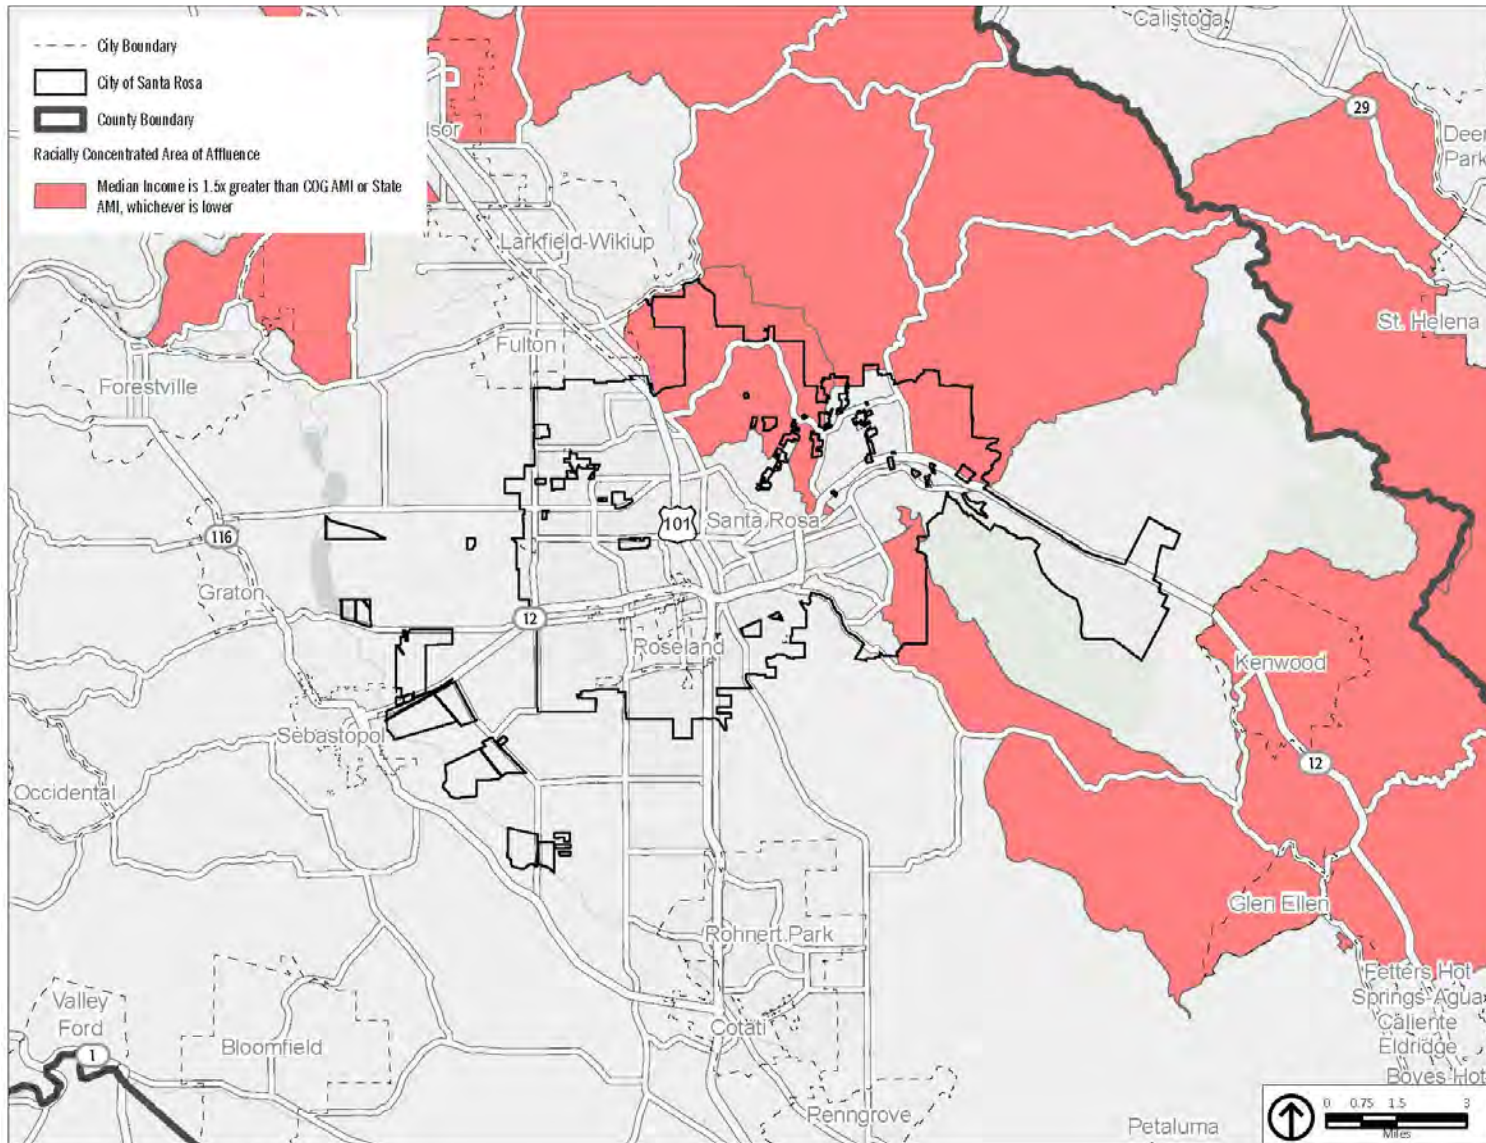 City Boundary
City of Santa Rosa
County Boundary
Racially Concentrated Area of Affluence
Median Income is 1.5x greater than COG AMI or State
AMI, whichever is lower
Calistoga
29
Deer
Park
St. Helena
Larkfield-Wikiup
Fulton
Forestville
116
Graton
101
Santa Rosa
12
Roseland
Kenwood
Sebastopol
12
Occidental
Glen Ellen
Rohnert Park
Valley
Ford
1
Bloomfield
Cotati
Fetters Hot
Springs-Agua
Caliente
Eldridge
Boyes Hot
Penngrove
Petaluma
0 0.75 1.5 3
Miles